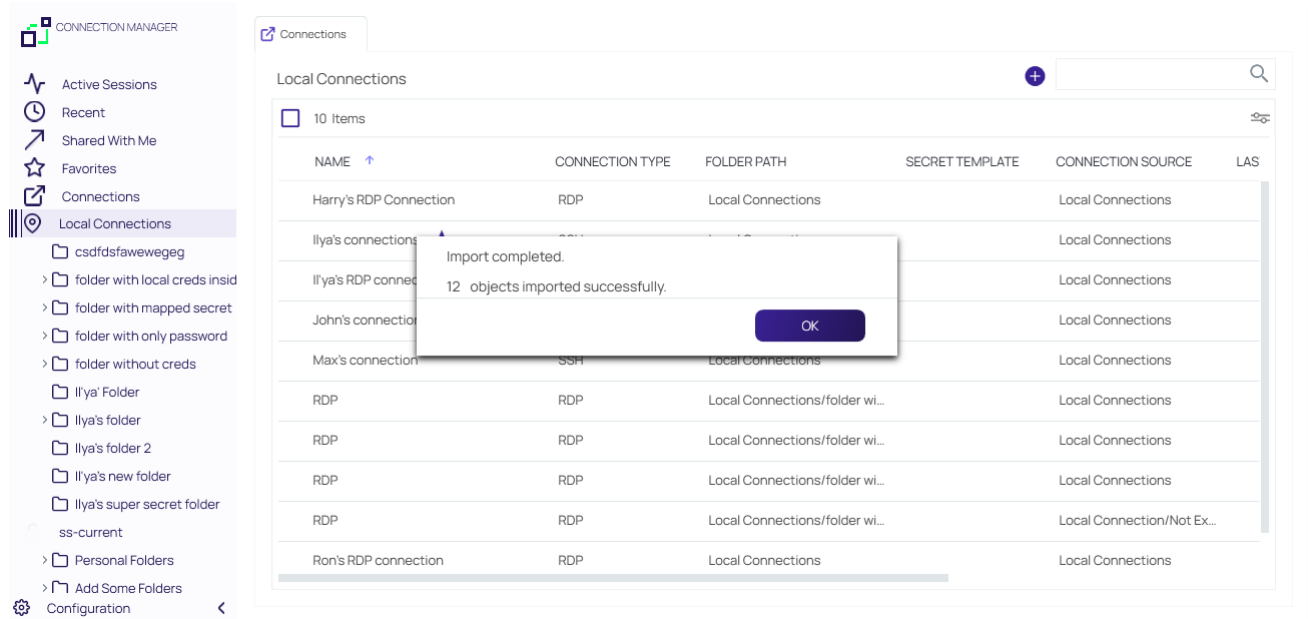 CONNECTION MANAGER
Active Sessions
Recent
Shared With Me
Favorites
Connections
Local Connections
csdfdsfawewegeg
folder with local creds insid
folder with mapped secret
folder with only password
folder without creds
Il'ya' Folder
Ilya's folder
Ilya's folder 2
Il'ya's new folder
Ilya's super secret folder
ss-current
Personal Folders
Add Some Folders
Configuration
Connections
Local Connections
10 Items
NAME CONNECTION TYPE FOLDER PATH SECRET TEMPLATE CONNECTION SOURCE LAS
Harry's RDP Connection RDP Local Connections Local Connections
Ilya's connections Local Connections
Il'ya's RDP connec Local Connections
John's connection Local Connections
Max's connection SSH Local Connections Local Connections
RDP RDP Local Connections/folder wi... Local Connections
RDP RDP Local Connections/folder wi... Local Connections
RDP RDP Local Connections/folder wi... Local Connections
RDP RDP Local Connections/folder wi... Local Connection/Not Ex...
Ron's RDP connection RDP Local Connections Local Connections
Import completed.
12 objects imported successfully.
OK